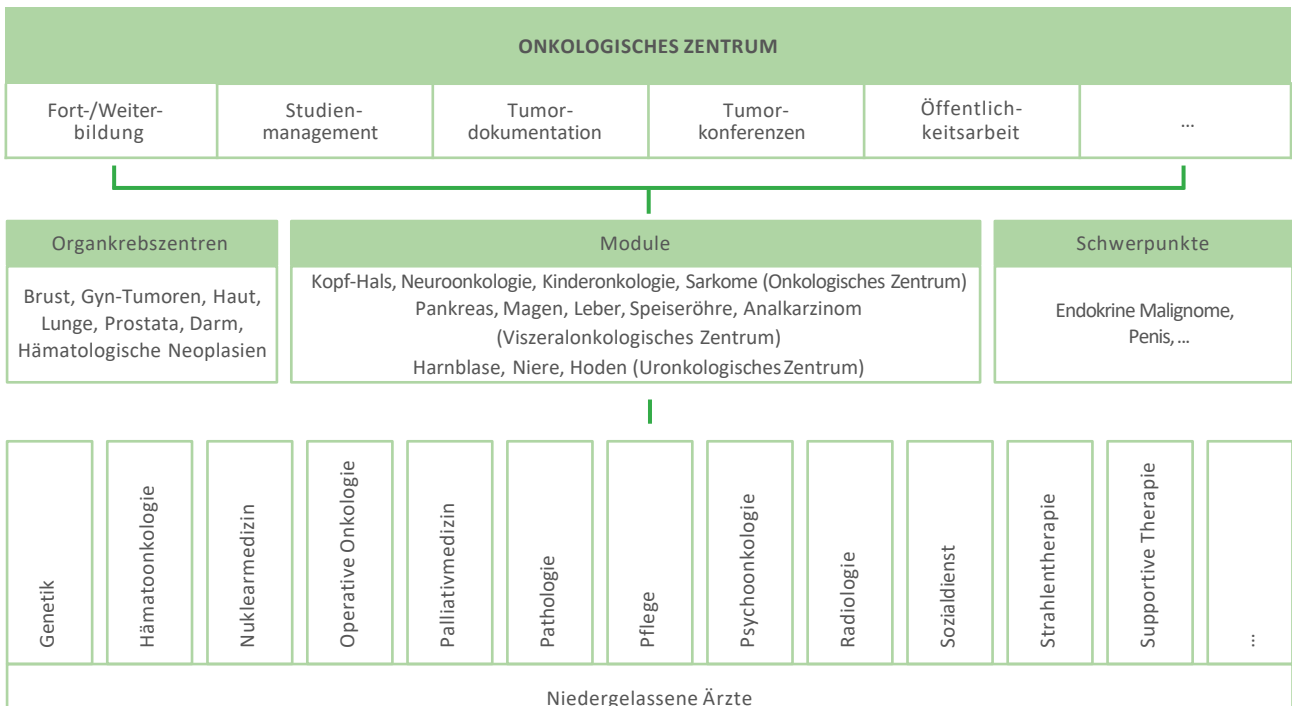 ONKOLOGISCHES ZENTRUM
Fort-/Weiter-
bildung
Studien-
management
Tumor-
dokumentation
Tumor-
konferenzen
Öffentlich-
keitsarbeit
...
Organkrebszentren
Brust, Gyn-Tumoren, Haut,
Lunge, Prostata, Darm,
Hämatologische Neoplasien
Module
Kopf-Hals, Neuroonkologie, Kinderonkologie, Sarkome (Onkologisches Zentrum)
Pankreas, Magen, Leber, Speiseröhre, Analkarzinom
(Viszeralonkologisches Zentrum)
Harnblase, Niere, Hoden (Uronkologisches Zentrum)
Schwerpunkte
Endokrine Malignome,
Penis, ...
Genetik
Hämatoonkologie
Nuklearmedizin
Operative Onkologie
Palliativmedizin
Pathologie
Pflege
Psychoonkologie
Radiologie
Sozialdienst
Strahlentherapie
Supportive Therapie
...
Niedergelassene Ärzte